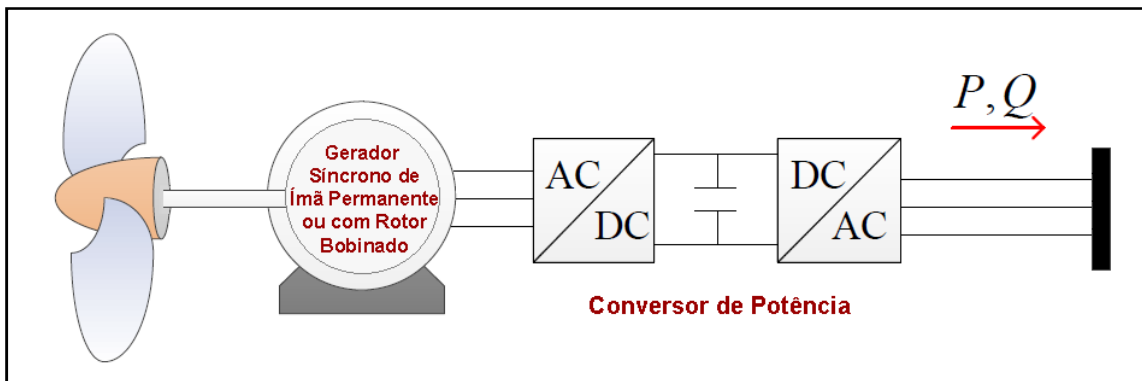 P, Q
Gerador
Síncrono de
Ímã Permanente
ou com Rotor
Bobinado
AC
DC
DC
AC
Conversor de Potência